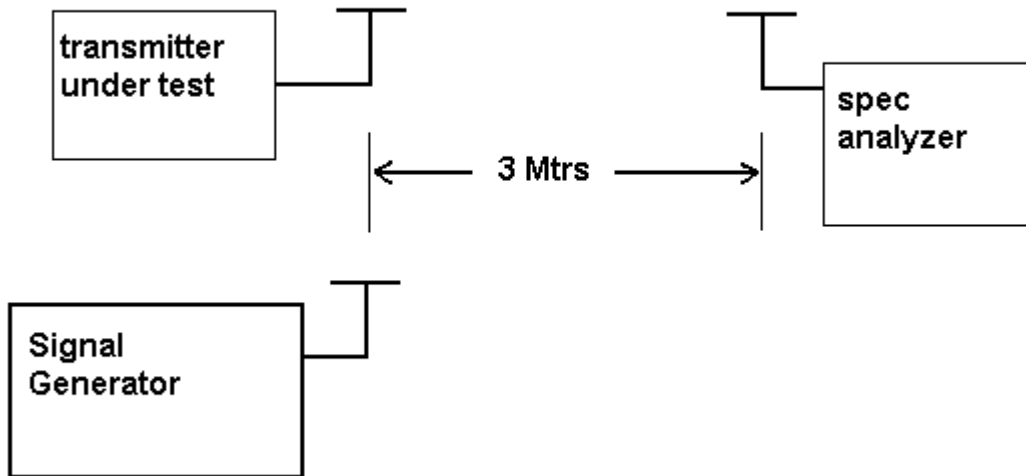 transmitter
under test
spec
analyzer
3 Mtrs
Signal
Generator